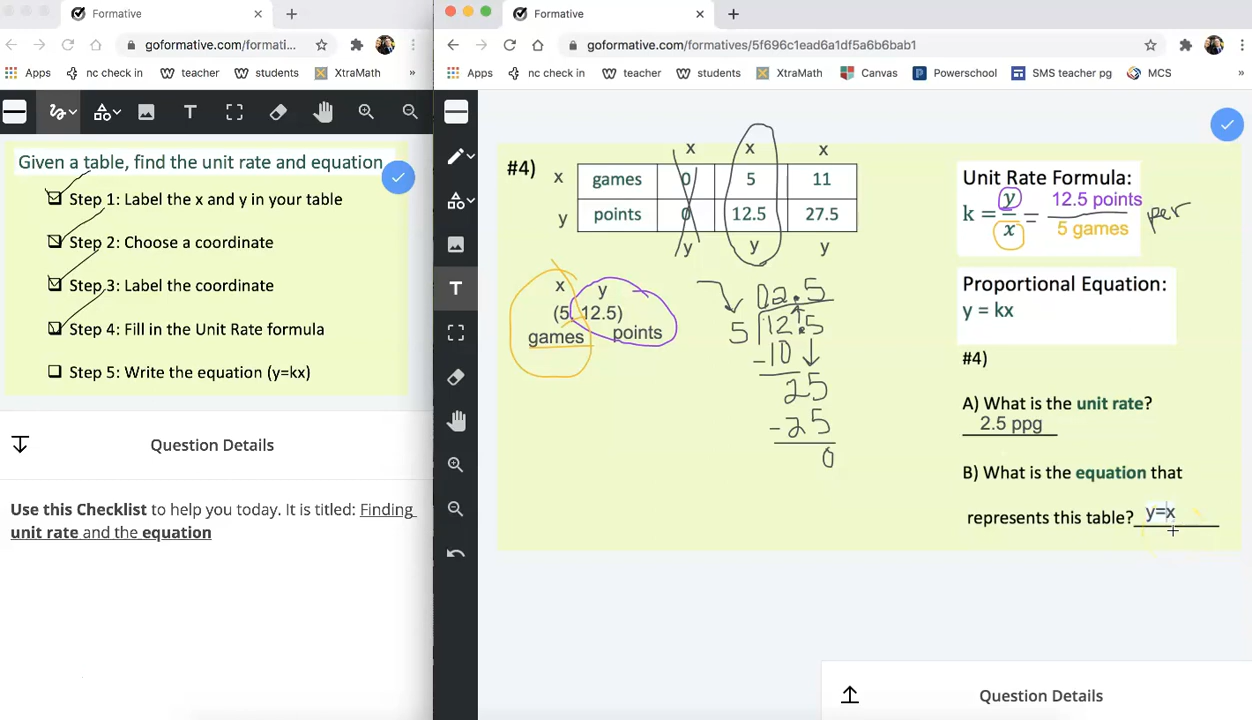 Formative
goformative.com/formati...
Apps nc check in teacher students XtraMath »
Given a table, find the unit rate and equation
Step 1: Label the x and y in your table
Step 2: Choose a coordinate
Step 3: Label the coordinate
Step 4: Fill in the Unit Rate formula
Step 5: Write the equation (y=kx)
Question Details
Use this Checklist to help you today. It is titled: Finding
unit rate and the equation
Formative
goformative.com/formatives/5f696c1ead6a1df5a6b6bab1
Apps nc check in teacher students XtraMath Canvas Powerschool SMS teacher pg MCS »
#4)
x x x
x games 0 5 11
y points 0 12.5 27.5
y y y
x y
(5, 12.5)
games points
02.5
5 12.5
-10
25
-25
0
Unit Rate Formula:
k = y/x = 12.5 points / 5 games per
Proportional Equation:
y = kx
#4)
A) What is the unit rate?
2.5 ppg
B) What is the equation that
represents this table? y=x
Question Details